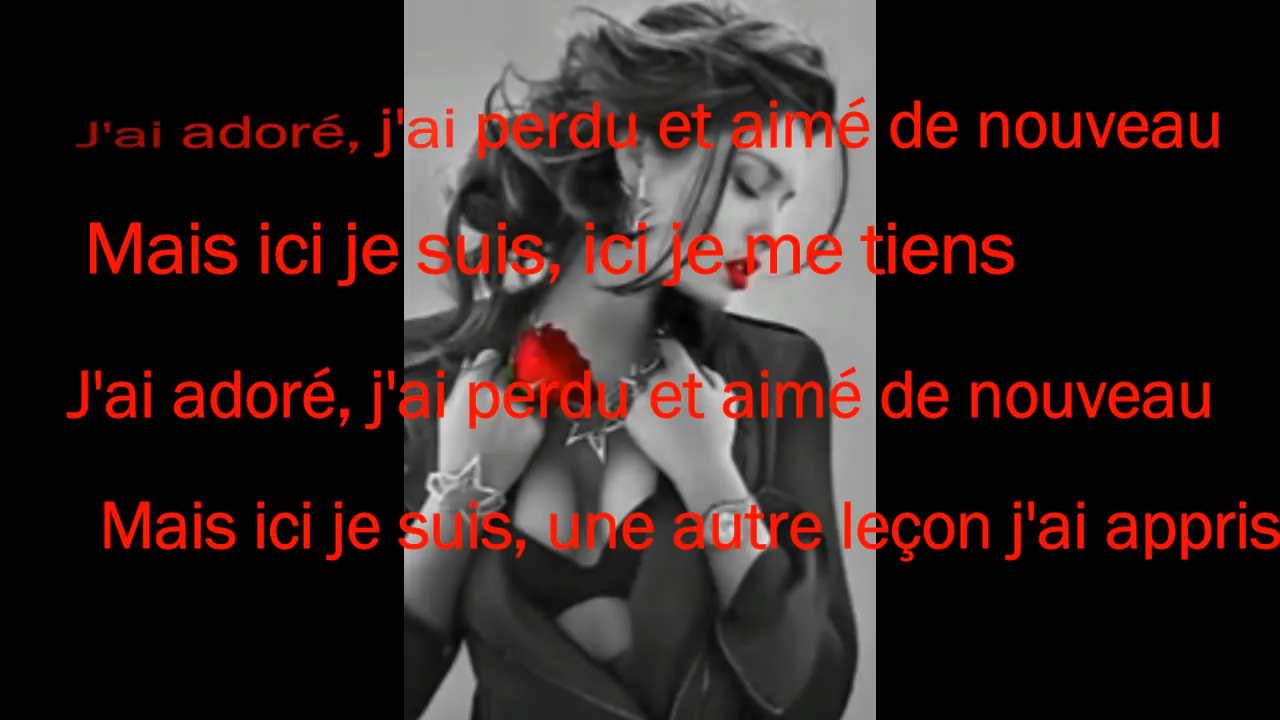 J'ai adoré, j'ai perdu et aimé de nouveau
Mais ici je suis, ici je me tiens
J'ai adoré, j'ai perdu et aimé de nouveau
Mais ici je suis, une autre leçon j'ai appris